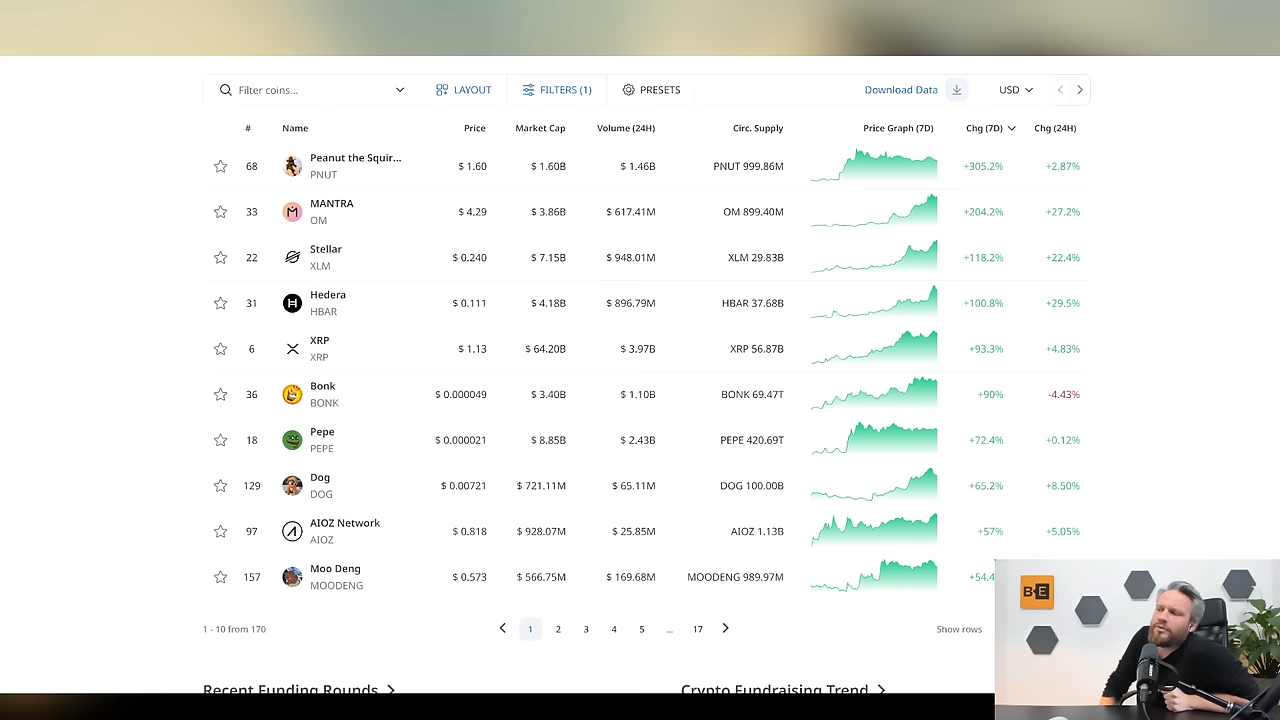 Filter coins... LAYOUT FILTERS (1) PRESETS Download Data USD
# Name Price Market Cap Volume (24H) Circ. Supply Price Graph (7D) Chg (7D) Chg (24H)
68 Peanut the Squir... PNUT $ 1.60 $ 1.60B $ 1.46B PNUT 999.86M +305.2% +2.87%
33 MANTRA OM $ 4.29 $ 3.86B $ 617.41M OM 899.40M +204.2% +27.2%
22 Stellar XLM $ 0.240 $ 7.15B $ 948.01M XLM 29.83B +118.2% +22.4%
31 Hedera HBAR $ 0.111 $ 4.18B $ 896.79M HBAR 37.68B +100.8% +29.5%
6 XRP XRP $ 1.13 $ 64.20B $ 3.97B XRP 56.87B +93.3% +4.83%
36 Bonk BONK $ 0.000049 $ 3.40B $ 1.10B BONK 69.47T +90% -4.43%
18 Pepe PEPE $ 0.000021 $ 8.85B $ 2.43B PEPE 420.69T +72.4% +0.12%
129 Dog DOG $ 0.00721 $ 721.11M $ 65.11M DOG 100.00B +65.2% +8.50%
97 AIOZ Network AIOZ $ 0.818 $ 928.07M $ 25.85M AIOZ 1.13B +57% +5.05%
157 Moo Deng MOODENG $ 0.573 $ 566.75M $ 169.68M MOODENG 989.97M +54.4
1 - 10 from 170 1 2 3 4 5 ... 17 Show rows
Recent Funding Rounds Crypto Fundraising Trend
BE